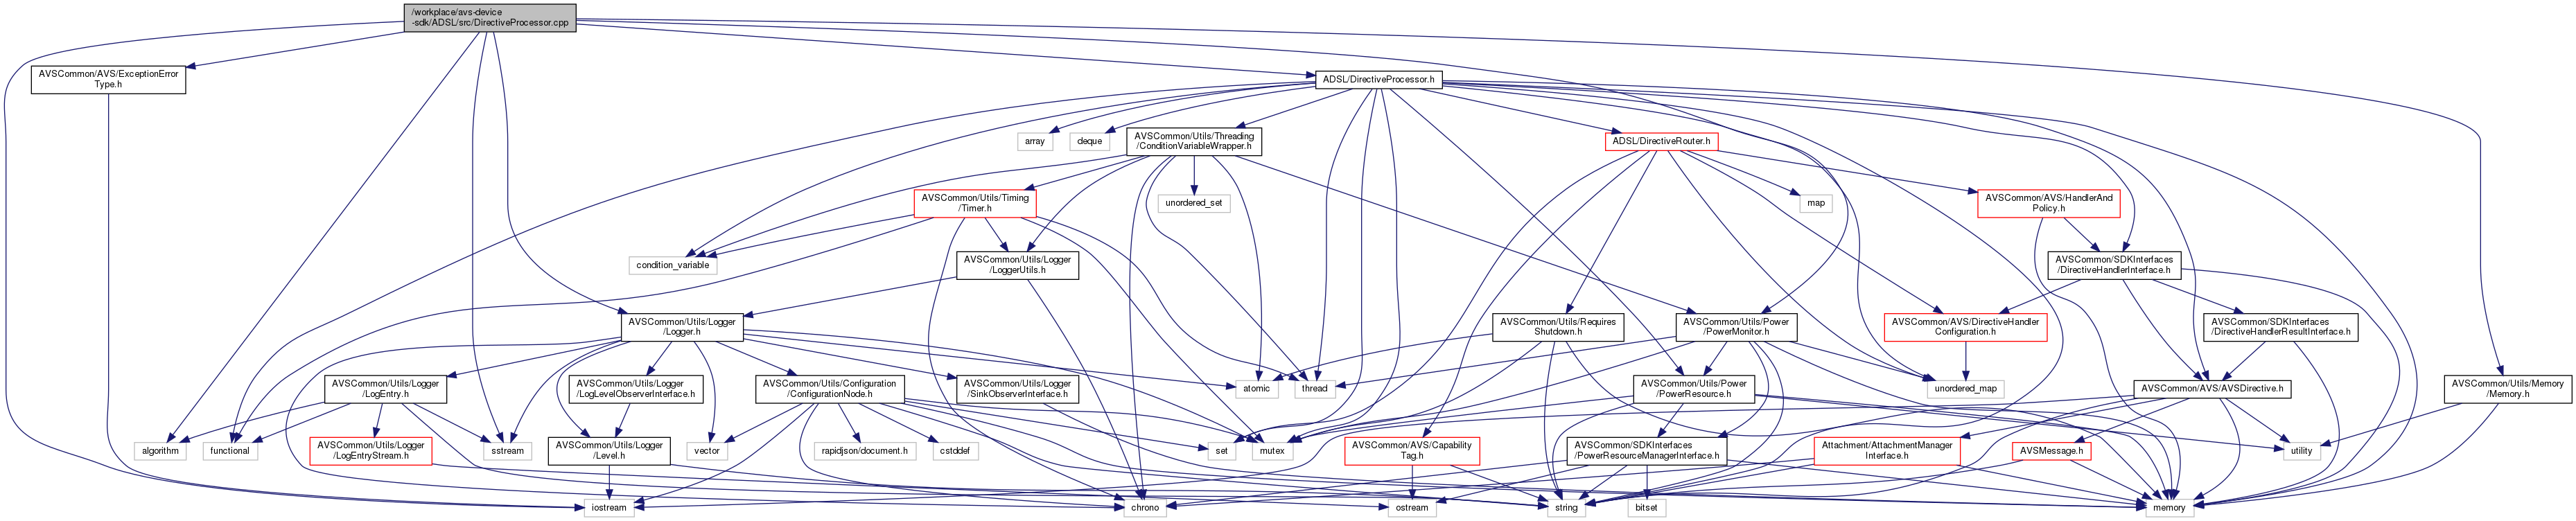 /workplace/avs-device
-sdk/ADSL/src/DirectiveProcessor.cpp
AVSCommon/AVS/ExceptionError
Type.h
ADSL/DirectiveProcessor.h
array
deque
AVSCommon/Utils/Threading
/ConditionVariableWrapper.h
ADSL/DirectiveRouter.h
AVSCommon/Utils/Timing
/Timer.h
unordered_set
map
AVSCommon/AVS/HandlerAnd
Policy.h
condition_variable
AVSCommon/Utils/Logger
/LoggerUtils.h
AVSCommon/SDKInterfaces
/DirectiveHandlerInterface.h
AVSCommon/Utils/Logger
/Logger.h
AVSCommon/Utils/Requires
Shutdown.h
AVSCommon/Utils/Power
/PowerMonitor.h
AVSCommon/AVS/DirectiveHandler
Configuration.h
AVSCommon/SDKInterfaces
/DirectiveHandlerResultInterface.h
AVSCommon/Utils/Logger
/LogEntry.h
AVSCommon/Utils/Logger
/LogLevelObserverInterface.h
AVSCommon/Utils/Configuration
/ConfigurationNode.h
AVSCommon/Utils/Logger
/SinkObserverInterface.h
atomic
thread
AVSCommon/Utils/Power
/PowerResource.h
unordered_map
AVSCommon/AVS/AVSDirective.h
AVSCommon/Utils/Memory
/Memory.h
algorithm
functional
AVSCommon/Utils/Logger
/LogEntryStream.h
sstream
AVSCommon/Utils/Logger
/Level.h
vector
rapidjson/document.h
cstddef
set
mutex
AVSCommon/AVS/Capability
Tag.h
AVSCommon/SDKInterfaces
/PowerResourceManagerInterface.h
Attachment/AttachmentManager
Interface.h
AVSMessage.h
utility
iostream
ostream
chrono
string
bitset
memory